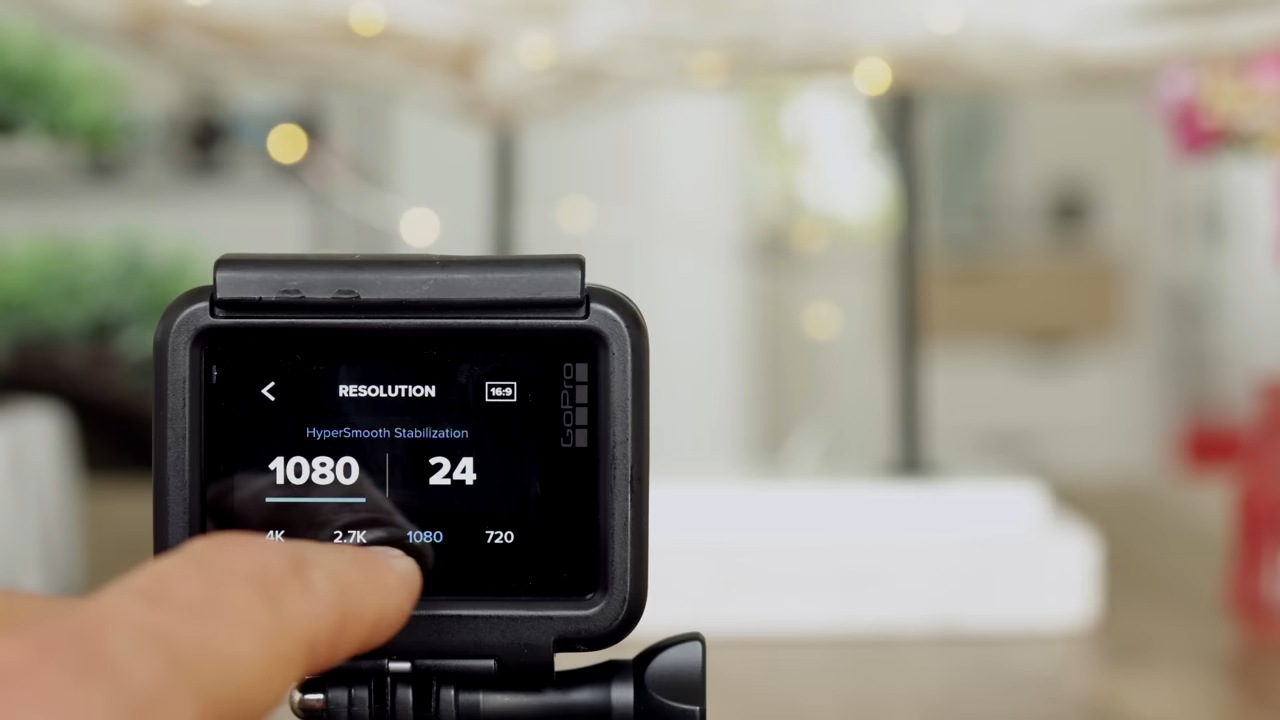 RESOLUTION 16:9
HyperSmooth Stabilization
1080 24
4K 2.7K 1080 720
GoPro